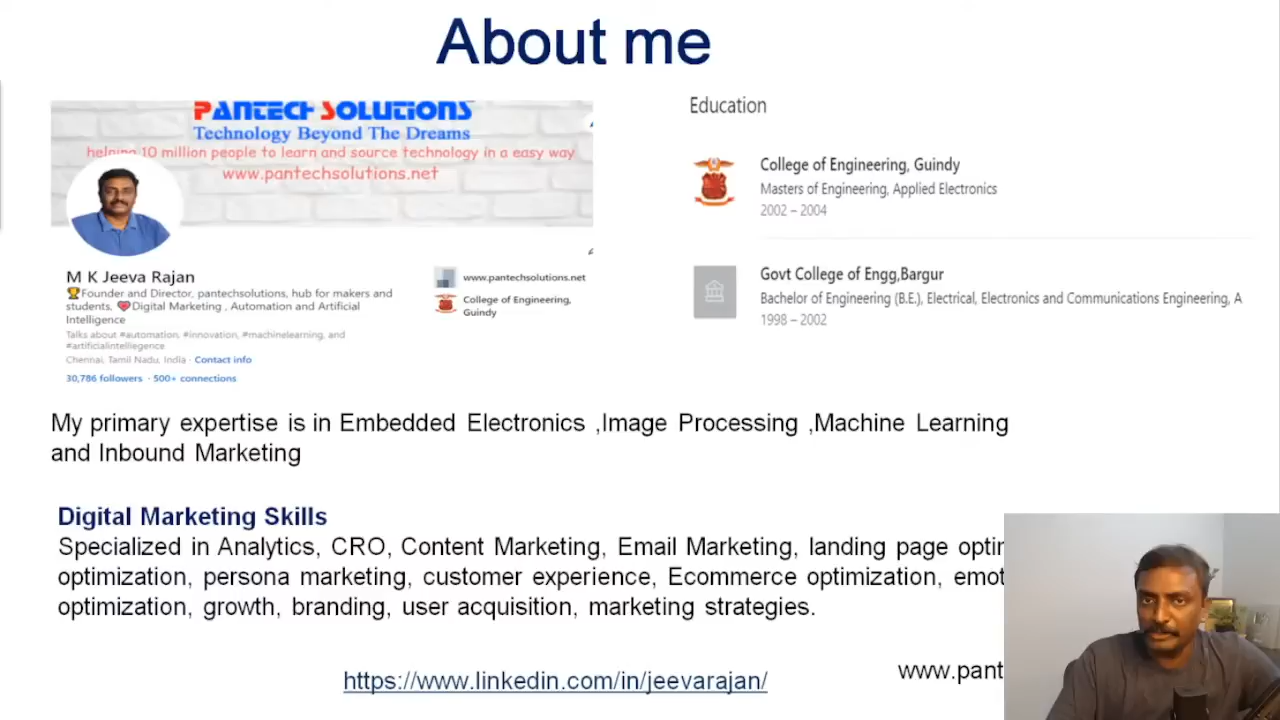 About me
PANTECH SOLUTIONS
Technology Beyond The Dreams
helping 10 million people to learn and source technology in a easy way
www.pantechsolutions.net
M K Jeeva Rajan
🏆Founder and Director, pantechsolutions, hub for makers and
students, 💗Digital Marketing , Automation and Artificial
Intelligence
Talks about #automation, #innovation, #machinelearning, and
#artificialintelliegence
Chennai, Tamil Nadu, India · Contact info
30,786 followers · 500+ connections
www.pantechsolutions.net
College of Engineering,
Guindy
Education
College of Engineering, Guindy
Masters of Engineering, Applied Electronics
2002 – 2004
Govt College of Engg,Bargur
Bachelor of Engineering (B.E.), Electrical, Electronics and Communications Engineering, A
1998 – 2002
My primary expertise is in Embedded Electronics ,Image Processing ,Machine Learning
and Inbound Marketing
Digital Marketing Skills
Specialized in Analytics, CRO, Content Marketing, Email Marketing, landing page optin
optimization, persona marketing, customer experience, Ecommerce optimization, emot
optimization, growth, branding, user acquisition, marketing strategies.
https://www.linkedin.com/in/jeevarajan/
www.pant